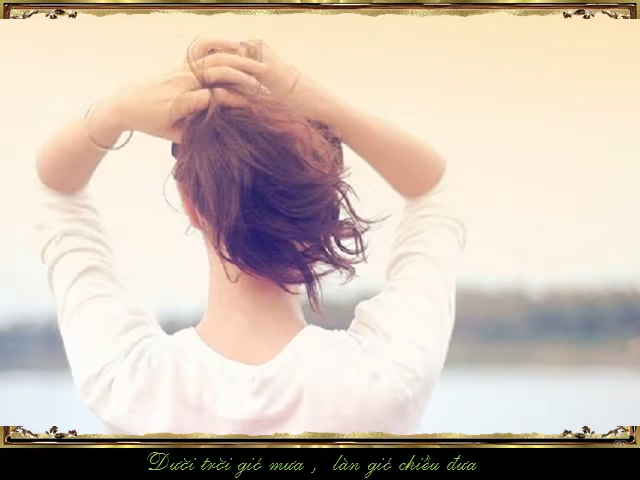 Dưới trời gió mưa , làn gió chiều đưa